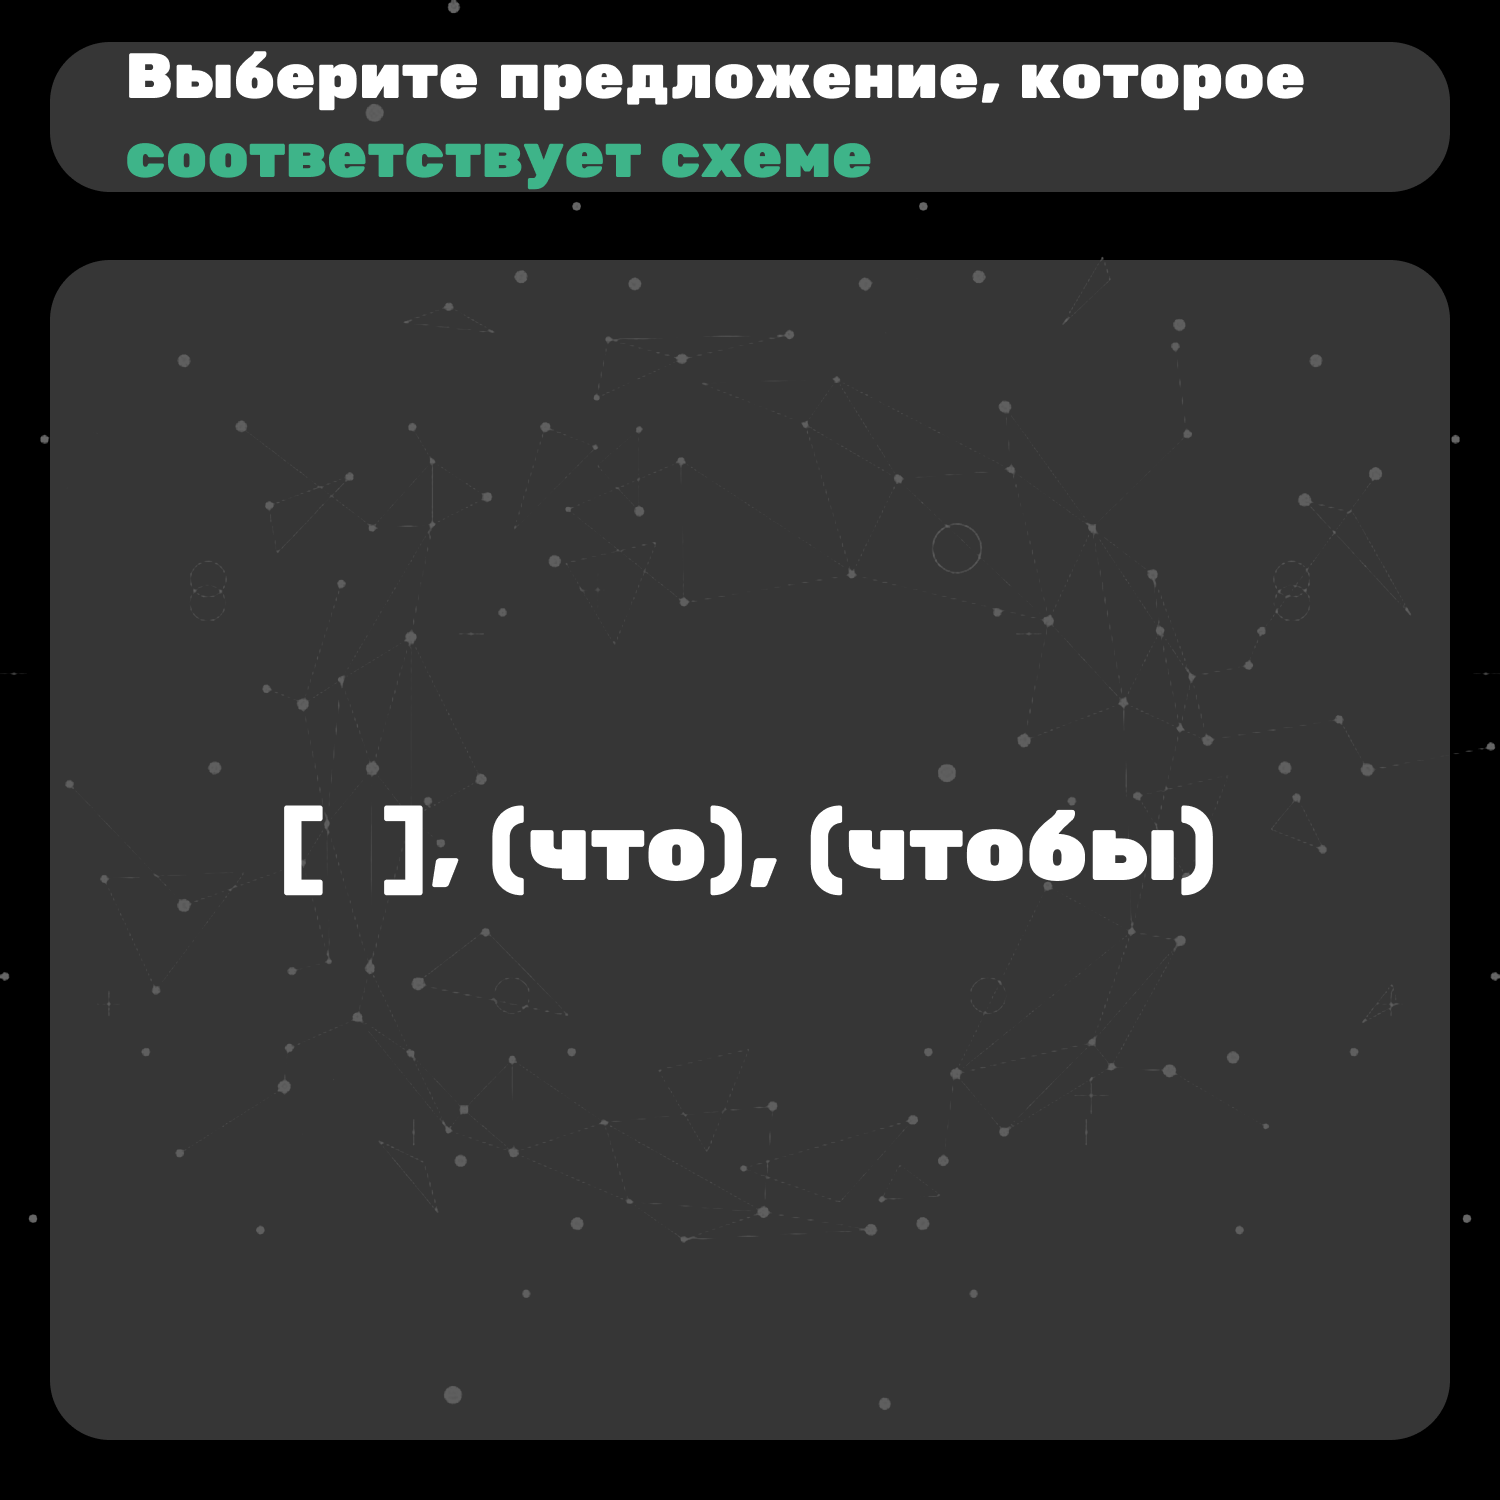 Выберите предложение, которое
соответствует схеме
[ ], (что), (чтобы)